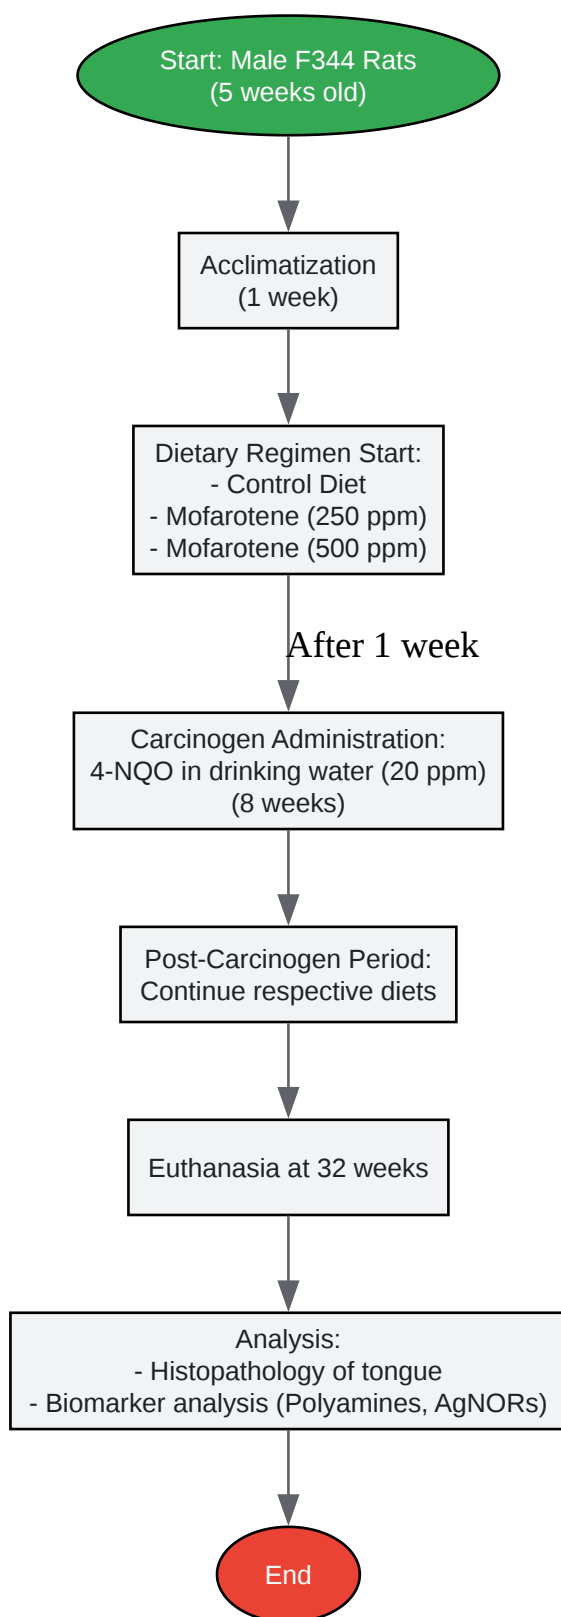 Start: Male F344 Rats
(5 weeks old)
Acclimatization
(1 week)
Dietary Regimen Start:
- Control Diet
- Mofarotene (250 ppm)
- Mofarotene (500 ppm)
After 1 week
Carcinogen Administration:
4-NQO in drinking water (20 ppm)
(8 weeks)
Post-Carcinogen Period:
Continue respective diets
Euthanasia at 32 weeks
Analysis:
- Histopathology of tongue
- Biomarker analysis (Polyamines, AgNORs)
End